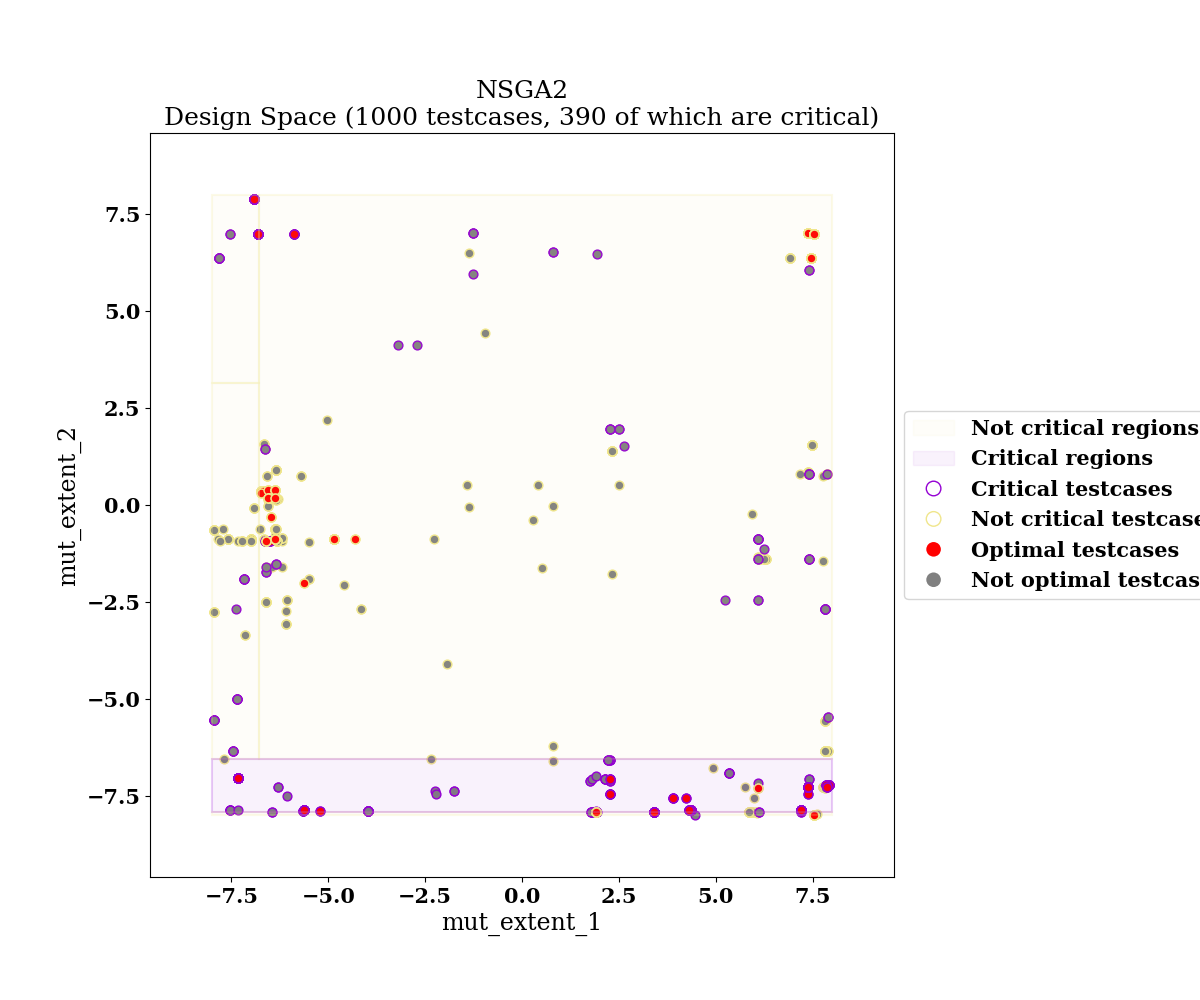 NSGA2
Design Space (1000 testcases, 390 of which are critical)
7.5
5.0
2.5
0.0
−2.5
−5.0
−7.5
mut_extent_2
−7.5
−5.0
−2.5
0.0
2.5
5.0
7.5
mut_extent_1
Not critical regions
Critical regions
Critical testcases
Not critical testcase
Optimal testcases
Not optimal testcas